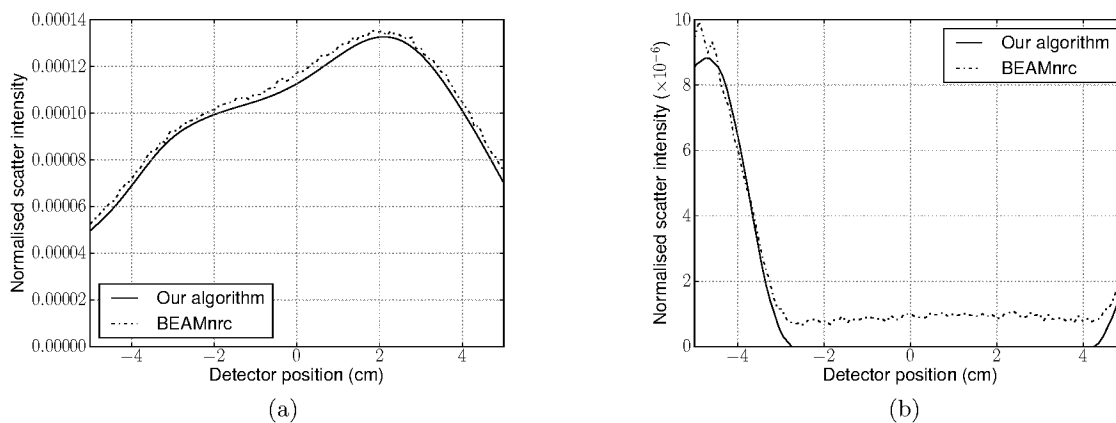 0.00014
0.00012
0.00010
0.00008
0.00006
0.00004
0.00002
0.00000
Normalised scatter intensity
Our algorithm
BEAMnrc
−4 −2 0 2 4
Detector position (cm)
(a)
10
8
6
4
2
0
Normalised scatter intensity (×10−6)
Our algorithm
BEAMnrc
−4 −2 0 2 4
Detector position (cm)
(b)